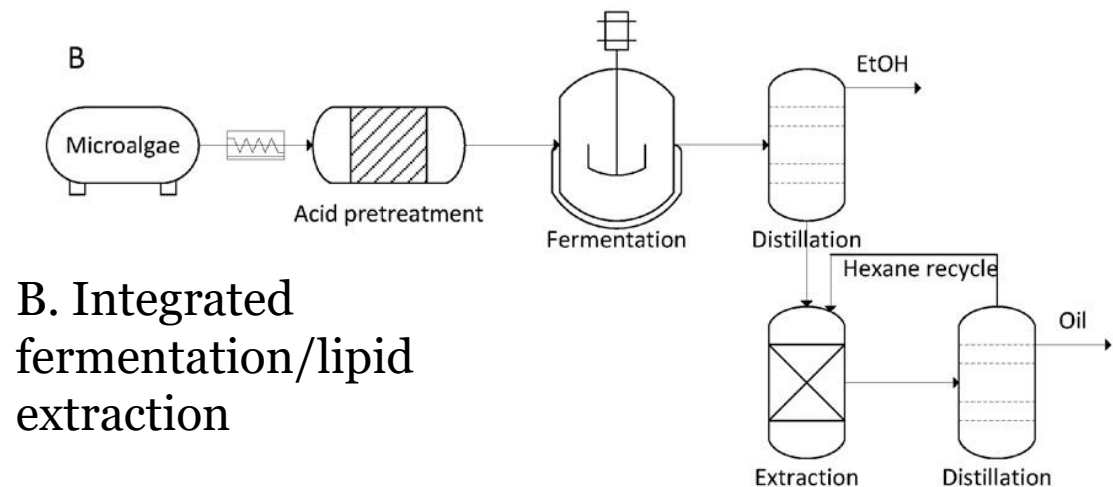 B
EtOH
Microalgae
Acid pretreatment
Fermentation
Distillation
Hexane recycle
Oil
B. Integrated
fermentation/lipid
extraction
Extraction
Distillation